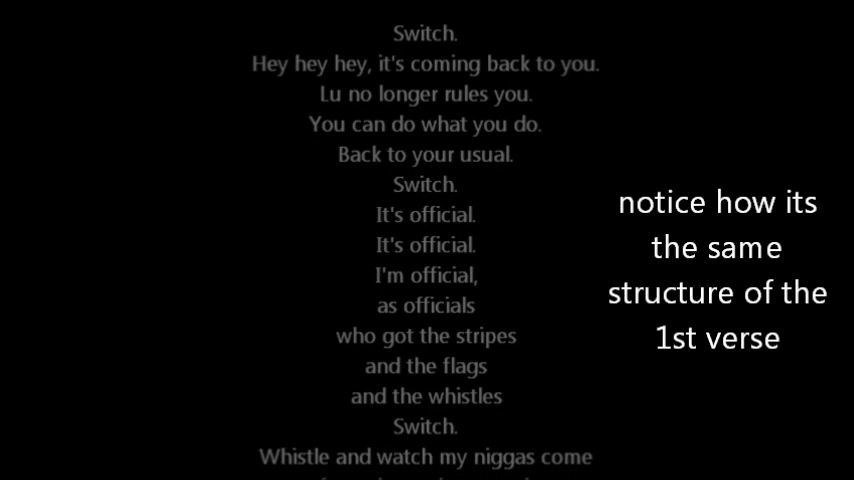 Switch.
Hey hey hey, it's coming back to you.
Lu no longer rules you.
You can do what you do.
Back to your usual.
Switch.
It's official.
It's official.
I'm official,
as officials
who got the stripes
and the flags
and the whistles
Switch.
Whistle and watch my niggas come
notice how its
the same
structure of the
1st verse